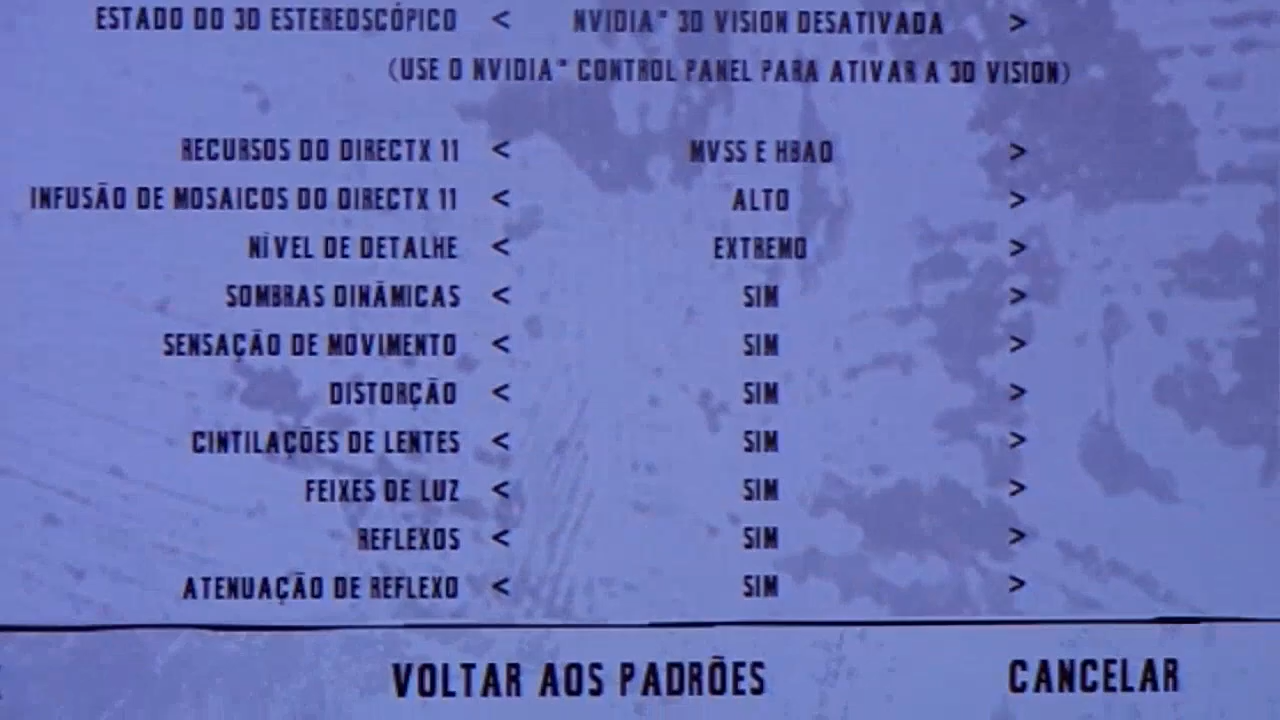 ESTADO DO 3D ESTEREOSCÓPICO < NVIDIA® 3D VISION DESATIVADA >
(USE O NVIDIA® CONTROL PANEL PARA ATIVAR A 3D VISION)
RECURSOS DO DIRECTX 11 < MVSS E HBAO >
INFUSÃO DE MOSAICOS DO DIRECTX 11 < ALTO >
NÍVEL DE DETALHE < EXTREMO >
SOMBRAS DINÂMICAS < SIM >
SENSAÇÃO DE MOVIMENTO < SIM >
DISTORÇÃO < SIM >
CINTILAÇÕES DE LENTES < SIM >
FEIXES DE LUZ < SIM >
REFLEXOS < SIM >
ATENUAÇÃO DE REFLEXO < SIM >
VOLTAR AOS PADRÕES CANCELAR